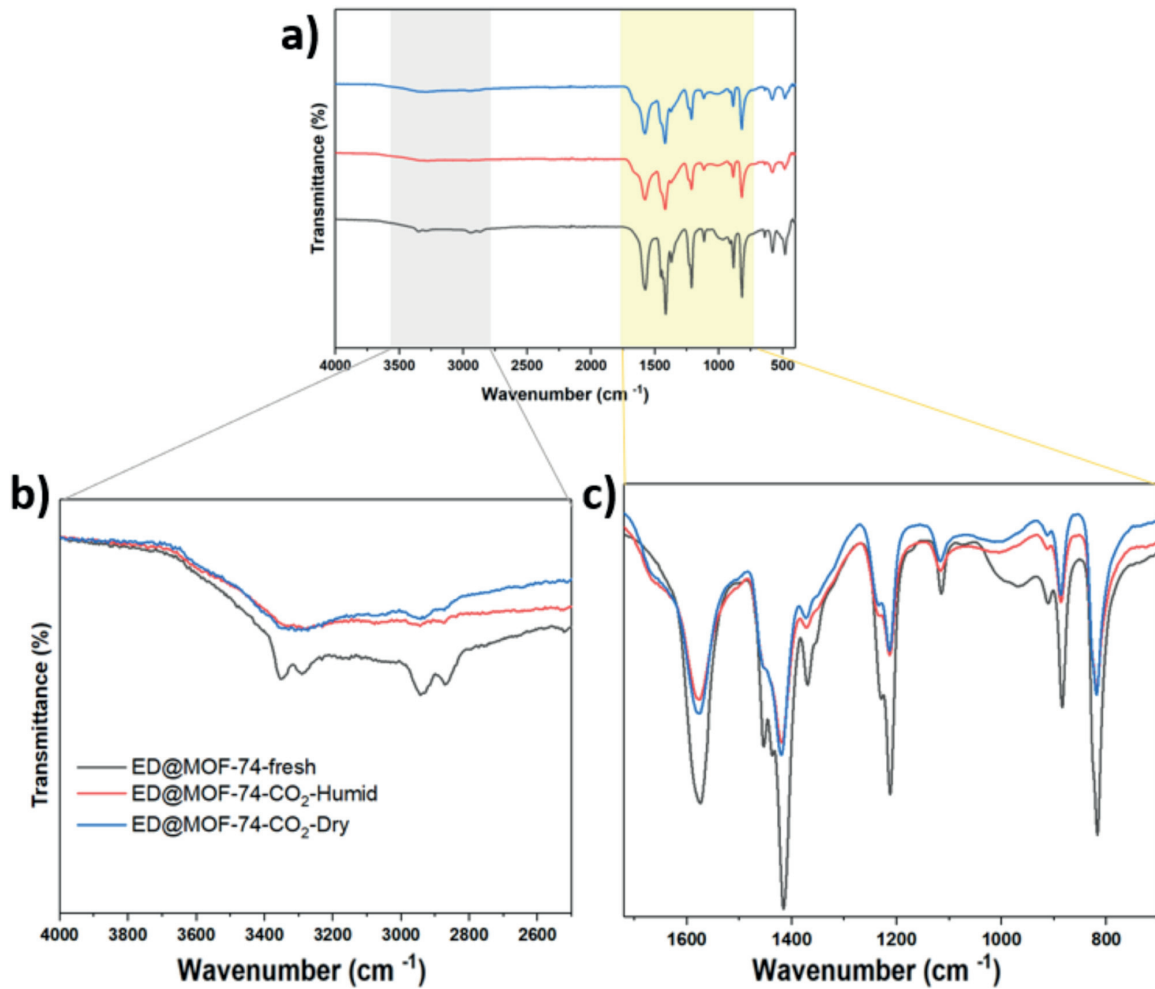 a)
Transmittance (%)
4000 3500 3000 2500 2000 1500 1000 500
Wavenumber (cm ⁻¹)
b)
Transmittance (%)
ED@MOF-74-fresh
ED@MOF-74-CO₂-Humid
ED@MOF-74-CO₂-Dry
4000 3800 3600 3400 3200 3000 2800 2600
Wavenumber (cm ⁻¹)
c)
1600 1400 1200 1000 800
Wavenumber (cm ⁻¹)